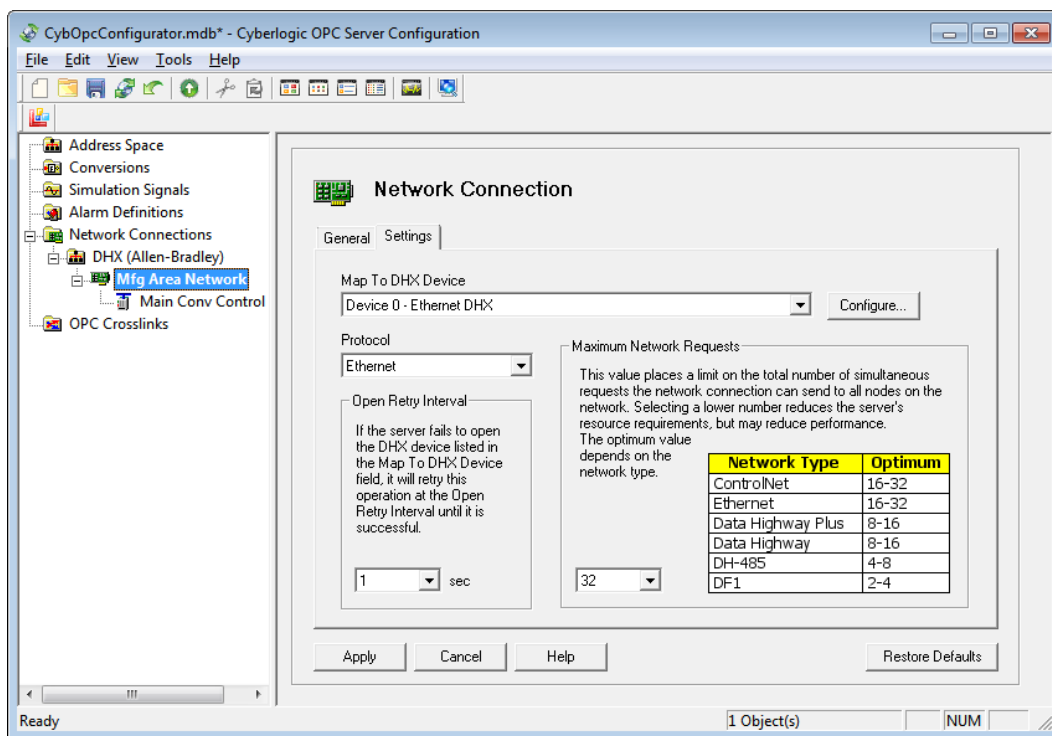 CybOpcConfigurator.mdb* - Cyberlogic OPC Server Configuration
File Edit View Tools Help
Address Space
Conversions
Simulation Signals
Alarm Definitions
Network Connections
DHX (Allen-Bradley)
Mfg Area Network
Main Conv Control
OPC Crosslinks
Network Connection
General Settings
Map To DHX Device
Device 0 - Ethernet DHX Configure...
Protocol
Ethernet
Open Retry Interval
If the server fails to open
the DHX device listed in
the Map To DHX Device
field, it will retry this
operation at the Open
Retry Interval until it is
successful.
1 sec
Maximum Network Requests
This value places a limit on the total number of simultaneous
requests the network connection can send to all nodes on the
network. Selecting a lower number reduces the server's
resource requirements, but may reduce performance.
The optimum value
depends on the
network type.
32
Network Type Optimum
ControlNet 16-32
Ethernet 16-32
Data Highway Plus 8-16
Data Highway 8-16
DH-485 4-8
DF1 2-4
Apply Cancel Help Restore Defaults
Ready 1 Object(s) NUM